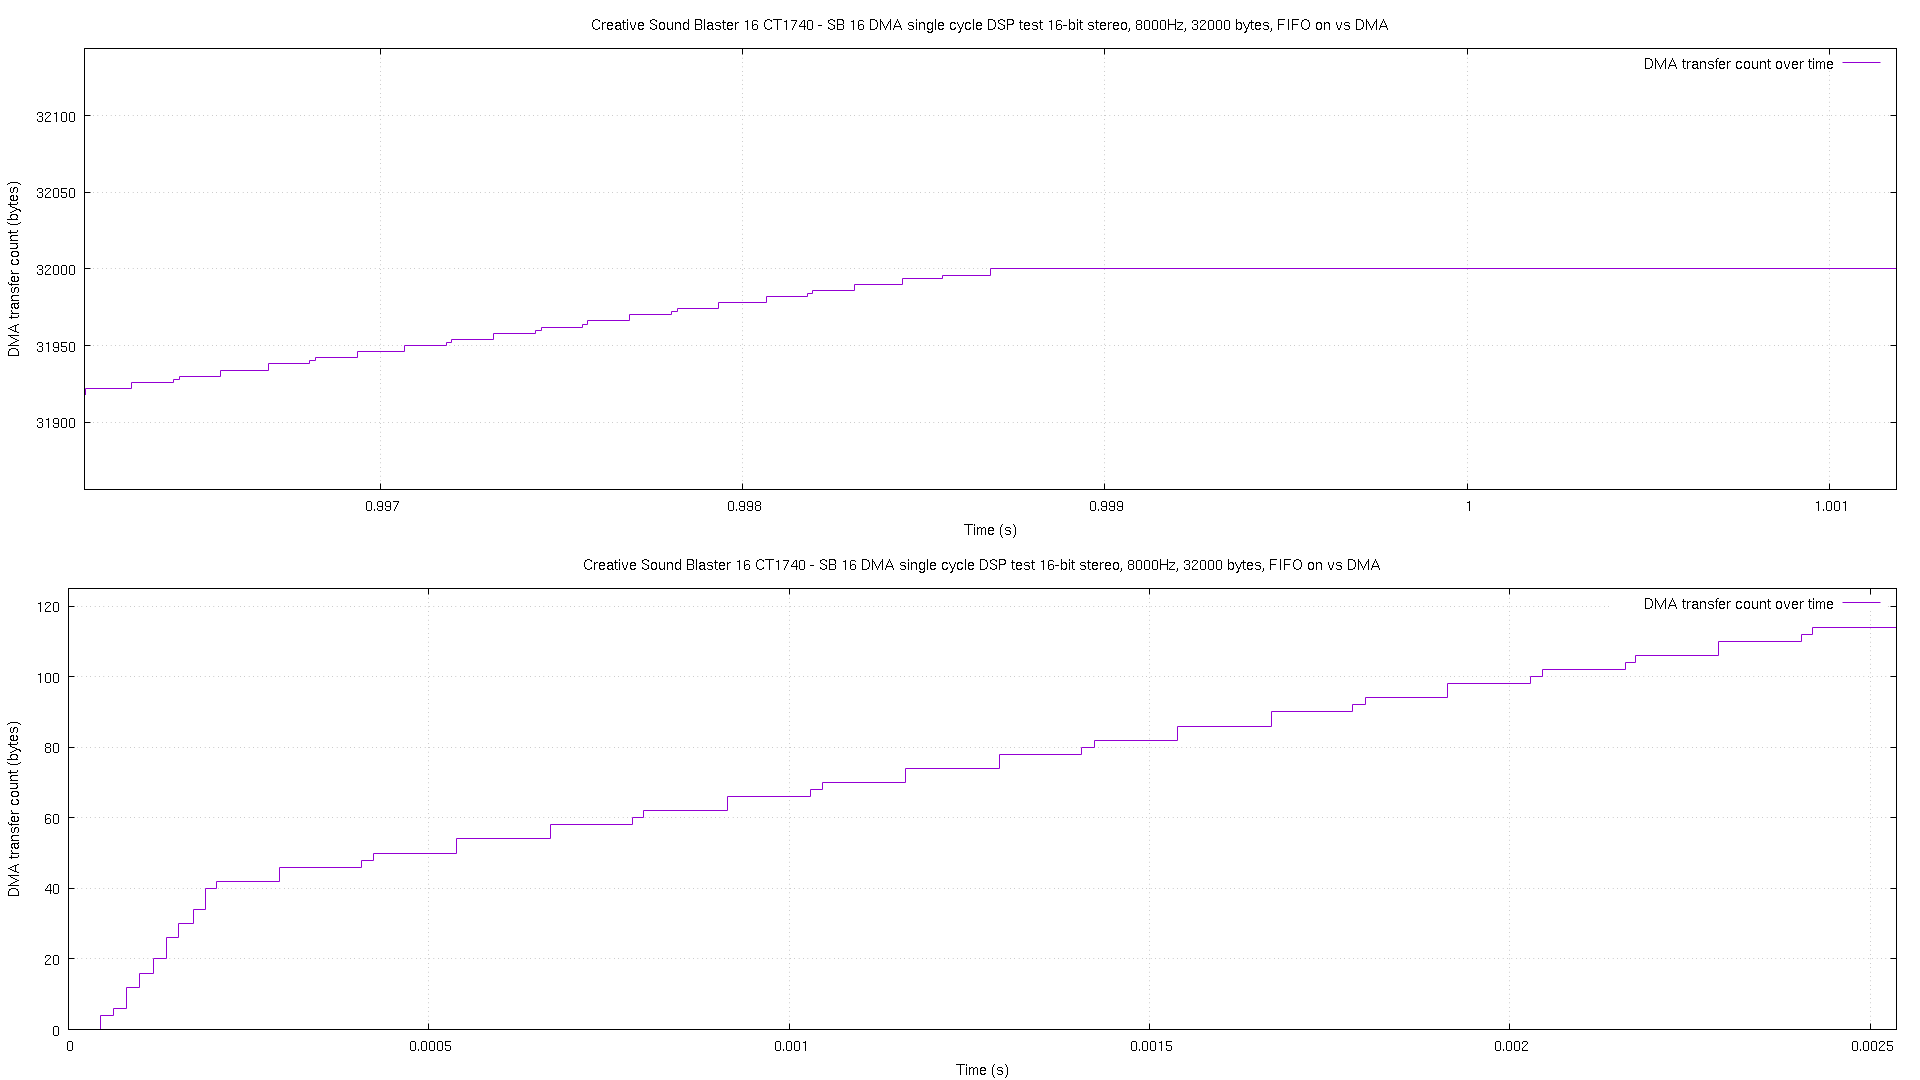 Creative Sound Blaster 16 CT1740 - SB 16 DMA single cycle DSP test 16-bit stereo, 8000Hz, 32000 bytes, FIFO on vs DMA
DMA transfer count over time
32100
32050
32000
31950
31900
DMA transfer count (bytes)
0.997 0.998 0.999 1 1.001
Time (s)
Creative Sound Blaster 16 CT1740 - SB 16 DMA single cycle DSP test 16-bit stereo, 8000Hz, 32000 bytes, FIFO on vs DMA
DMA transfer count over time
120
100
80
60
40
20
0
DMA transfer count (bytes)
0 0.0005 0.001 0.0015 0.002 0.0025
Time (s)